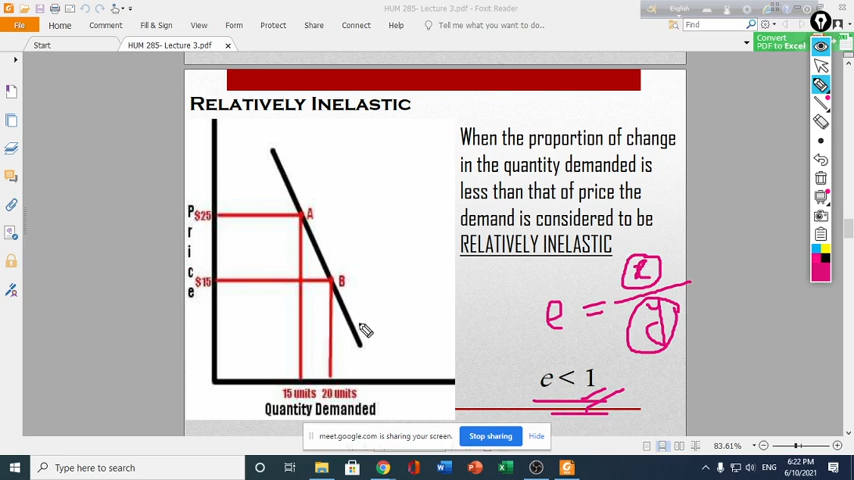 HUM 285- Lecture 3.pdf - Foxit Reader
English
File
Home
Comment
Fill & Sign
View
Form
Protect
Share
Connect
Help
Tell me what you want to do...
Find
Start
HUM 285- Lecture 3.pdf
Convert
PDF to Excel
RELATIVELY INELASTIC
When the proportion of change
in the quantity demanded is
less than that of price the
demand is considered to be
RELATIVELY INELASTIC
Price
$25
A
$15
B
e =
e < 1
15 units 20 units
Quantity Demanded
meet.google.com is sharing your screen.
Stop sharing
Hide
83.61%
Type here to search
ENG
6:22 PM
6/10/2021